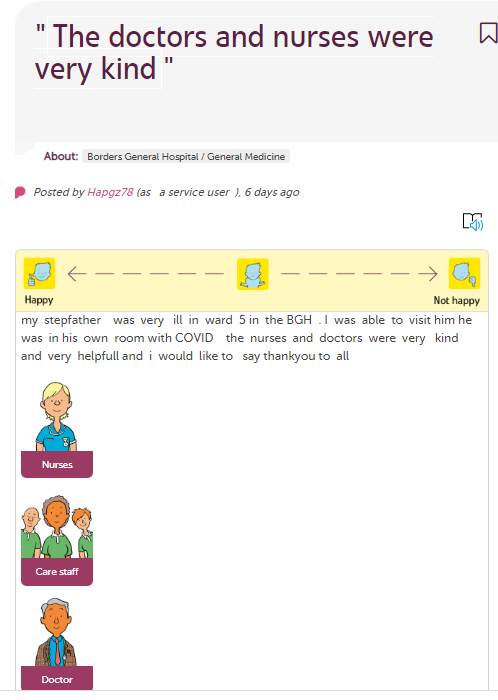 " The doctors and nurses were
very kind "
About: Borders General Hospital / General Medicine
Posted by Hapgz78 (as a service user ), 6 days ago
Happy
Not happy
my stepfather was very ill in ward 5 in the BGH . I was able to visit him he
was in his own room with COVID the nurses and doctors were very kind
and very helpfull and i would like to say thankyou to all
Nurses
Care staff
Doctor